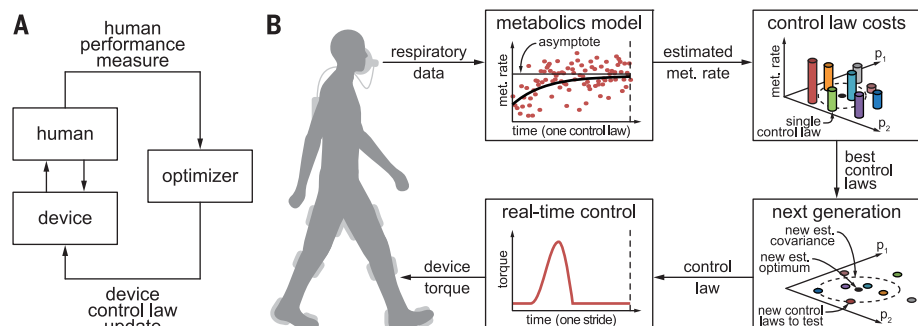 A
human
performance
measure
human
optimizer
device
device
control law
update
B
respiratory
data
metabolics model
asymptote
met. rate
time (one control law)
estimated
met. rate
control law costs
met. rate
p1
p2
single
control law
best
control
laws
next generation
new est.
covariance
new est.
optimum
new control
laws to test
p1
p2
control
law
real-time control
torque
time (one stride)
device
torque